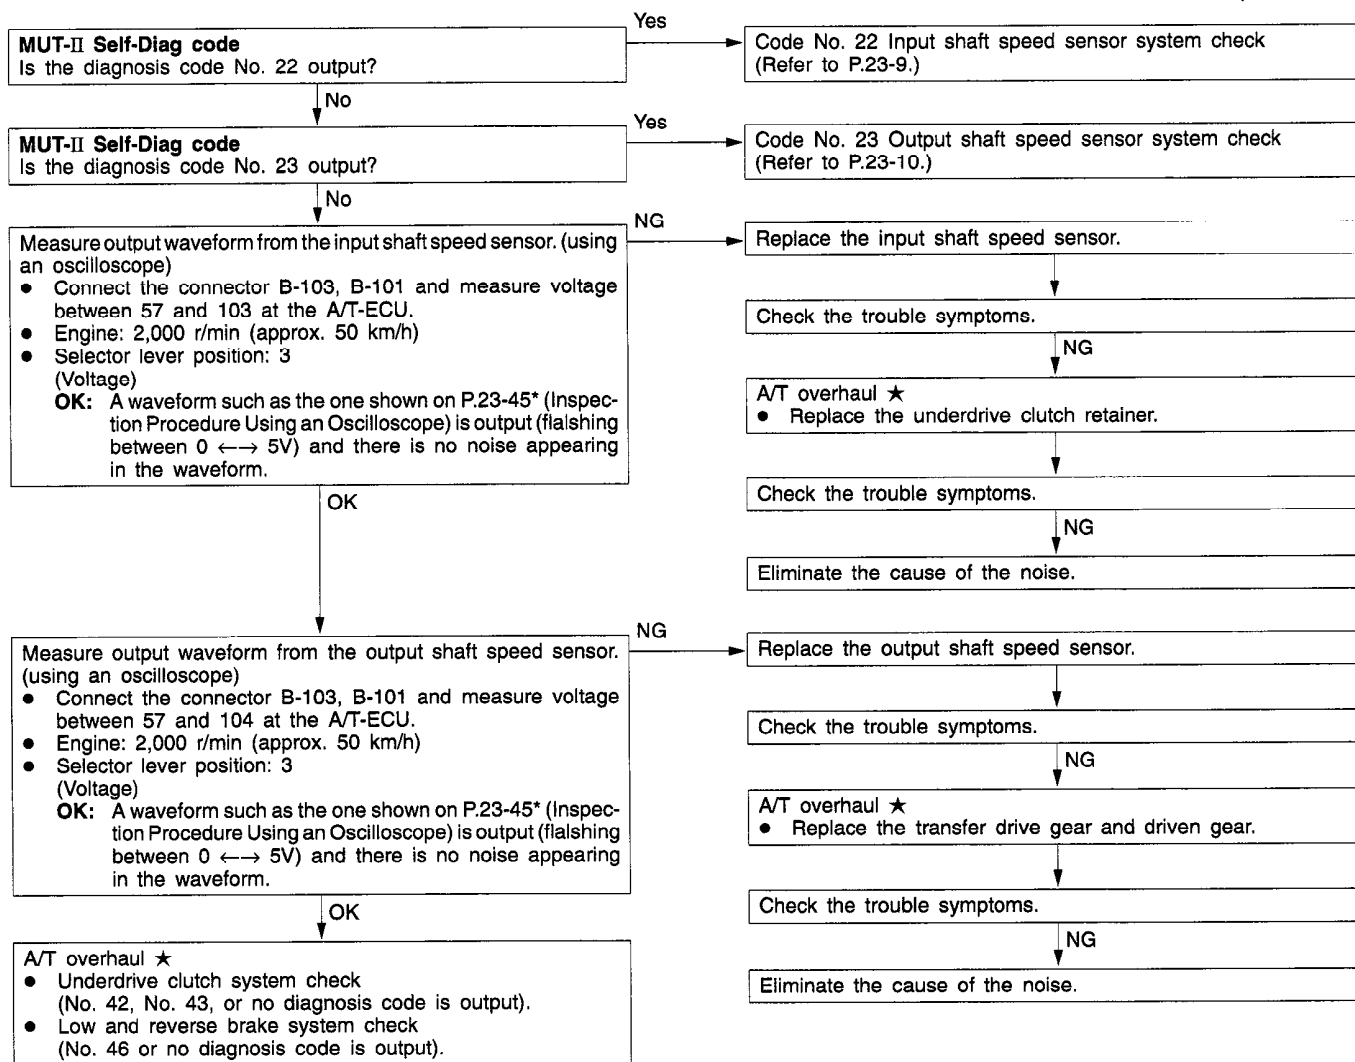 MUT-II Self-Diag code
Is the diagnosis code No. 22 output?
Yes
Code No. 22 Input shaft speed sensor system check
(Refer to P.23-9.)
No
MUT-II Self-Diag code
Is the diagnosis code No. 23 output?
Yes
Code No. 23 Output shaft speed sensor system check
(Refer to P.23-10.)
No
Measure output waveform from the input shaft speed sensor. (using
an oscilloscope)
● Connect the connector B-103, B-101 and measure voltage
between 57 and 103 at the A/T-ECU.
● Engine: 2,000 r/min (approx. 50 km/h)
● Selector lever position: 3
(Voltage)
OK: A waveform such as the one shown on P.23-45* (Inspec-
tion Procedure Using an Oscilloscope) is output (flalshing
between 0 ←→ 5V) and there is no noise appearing
in the waveform.
NG
Replace the input shaft speed sensor.
Check the trouble symptoms.
NG
A/T overhaul ★
● Replace the underdrive clutch retainer.
Check the trouble symptoms.
NG
Eliminate the cause of the noise.
OK
Measure output waveform from the output shaft speed sensor.
(using an oscilloscope)
● Connect the connector B-103, B-101 and measure voltage
between 57 and 104 at the A/T-ECU.
● Engine: 2,000 r/min (approx. 50 km/h)
● Selector lever position: 3
(Voltage)
OK: A waveform such as the one shown on P.23-45* (Inspec-
tion Procedure Using an Oscilloscope) is output (flalshing
between 0 ←→ 5V) and there is no noise appearing
in the waveform.
NG
Replace the output shaft speed sensor.
Check the trouble symptoms.
NG
A/T overhaul ★
● Replace the transfer drive gear and driven gear.
Check the trouble symptoms.
NG
Eliminate the cause of the noise.
OK
A/T overhaul ★
● Underdrive clutch system check
(No. 42, No. 43, or no diagnosis code is output).
● Low and reverse brake system check
(No. 46 or no diagnosis code is output).